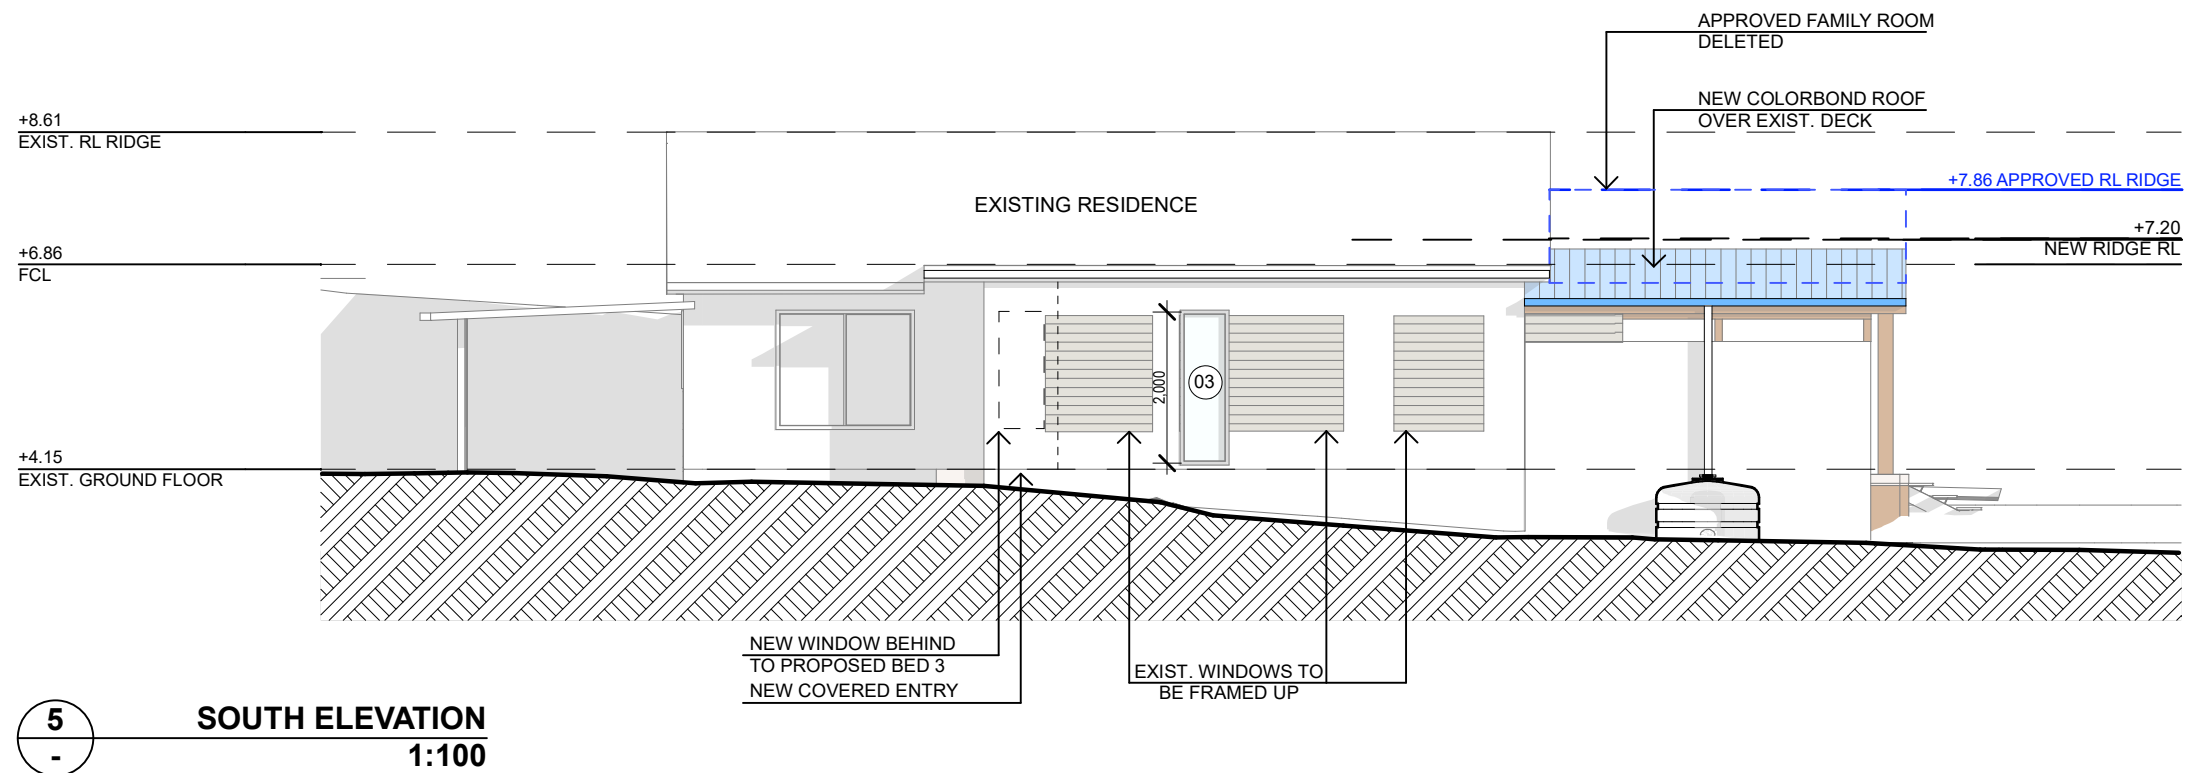 APPROVED FAMILY ROOM
DELETED
NEW COLORBOND ROOF
OVER EXIST. DECK
+8.61
EXIST. RL RIDGE
+7.86 APPROVED RL RIDGE
EXISTING RESIDENCE
+7.20
NEW RIDGE RL
+6.86
FCL
2,000
03
+4.15
EXIST. GROUND FLOOR
NEW WINDOW BEHIND
TO PROPOSED BED 3
NEW COVERED ENTRY
EXIST. WINDOWS TO
BE FRAMED UP
5
-
SOUTH ELEVATION
1:100